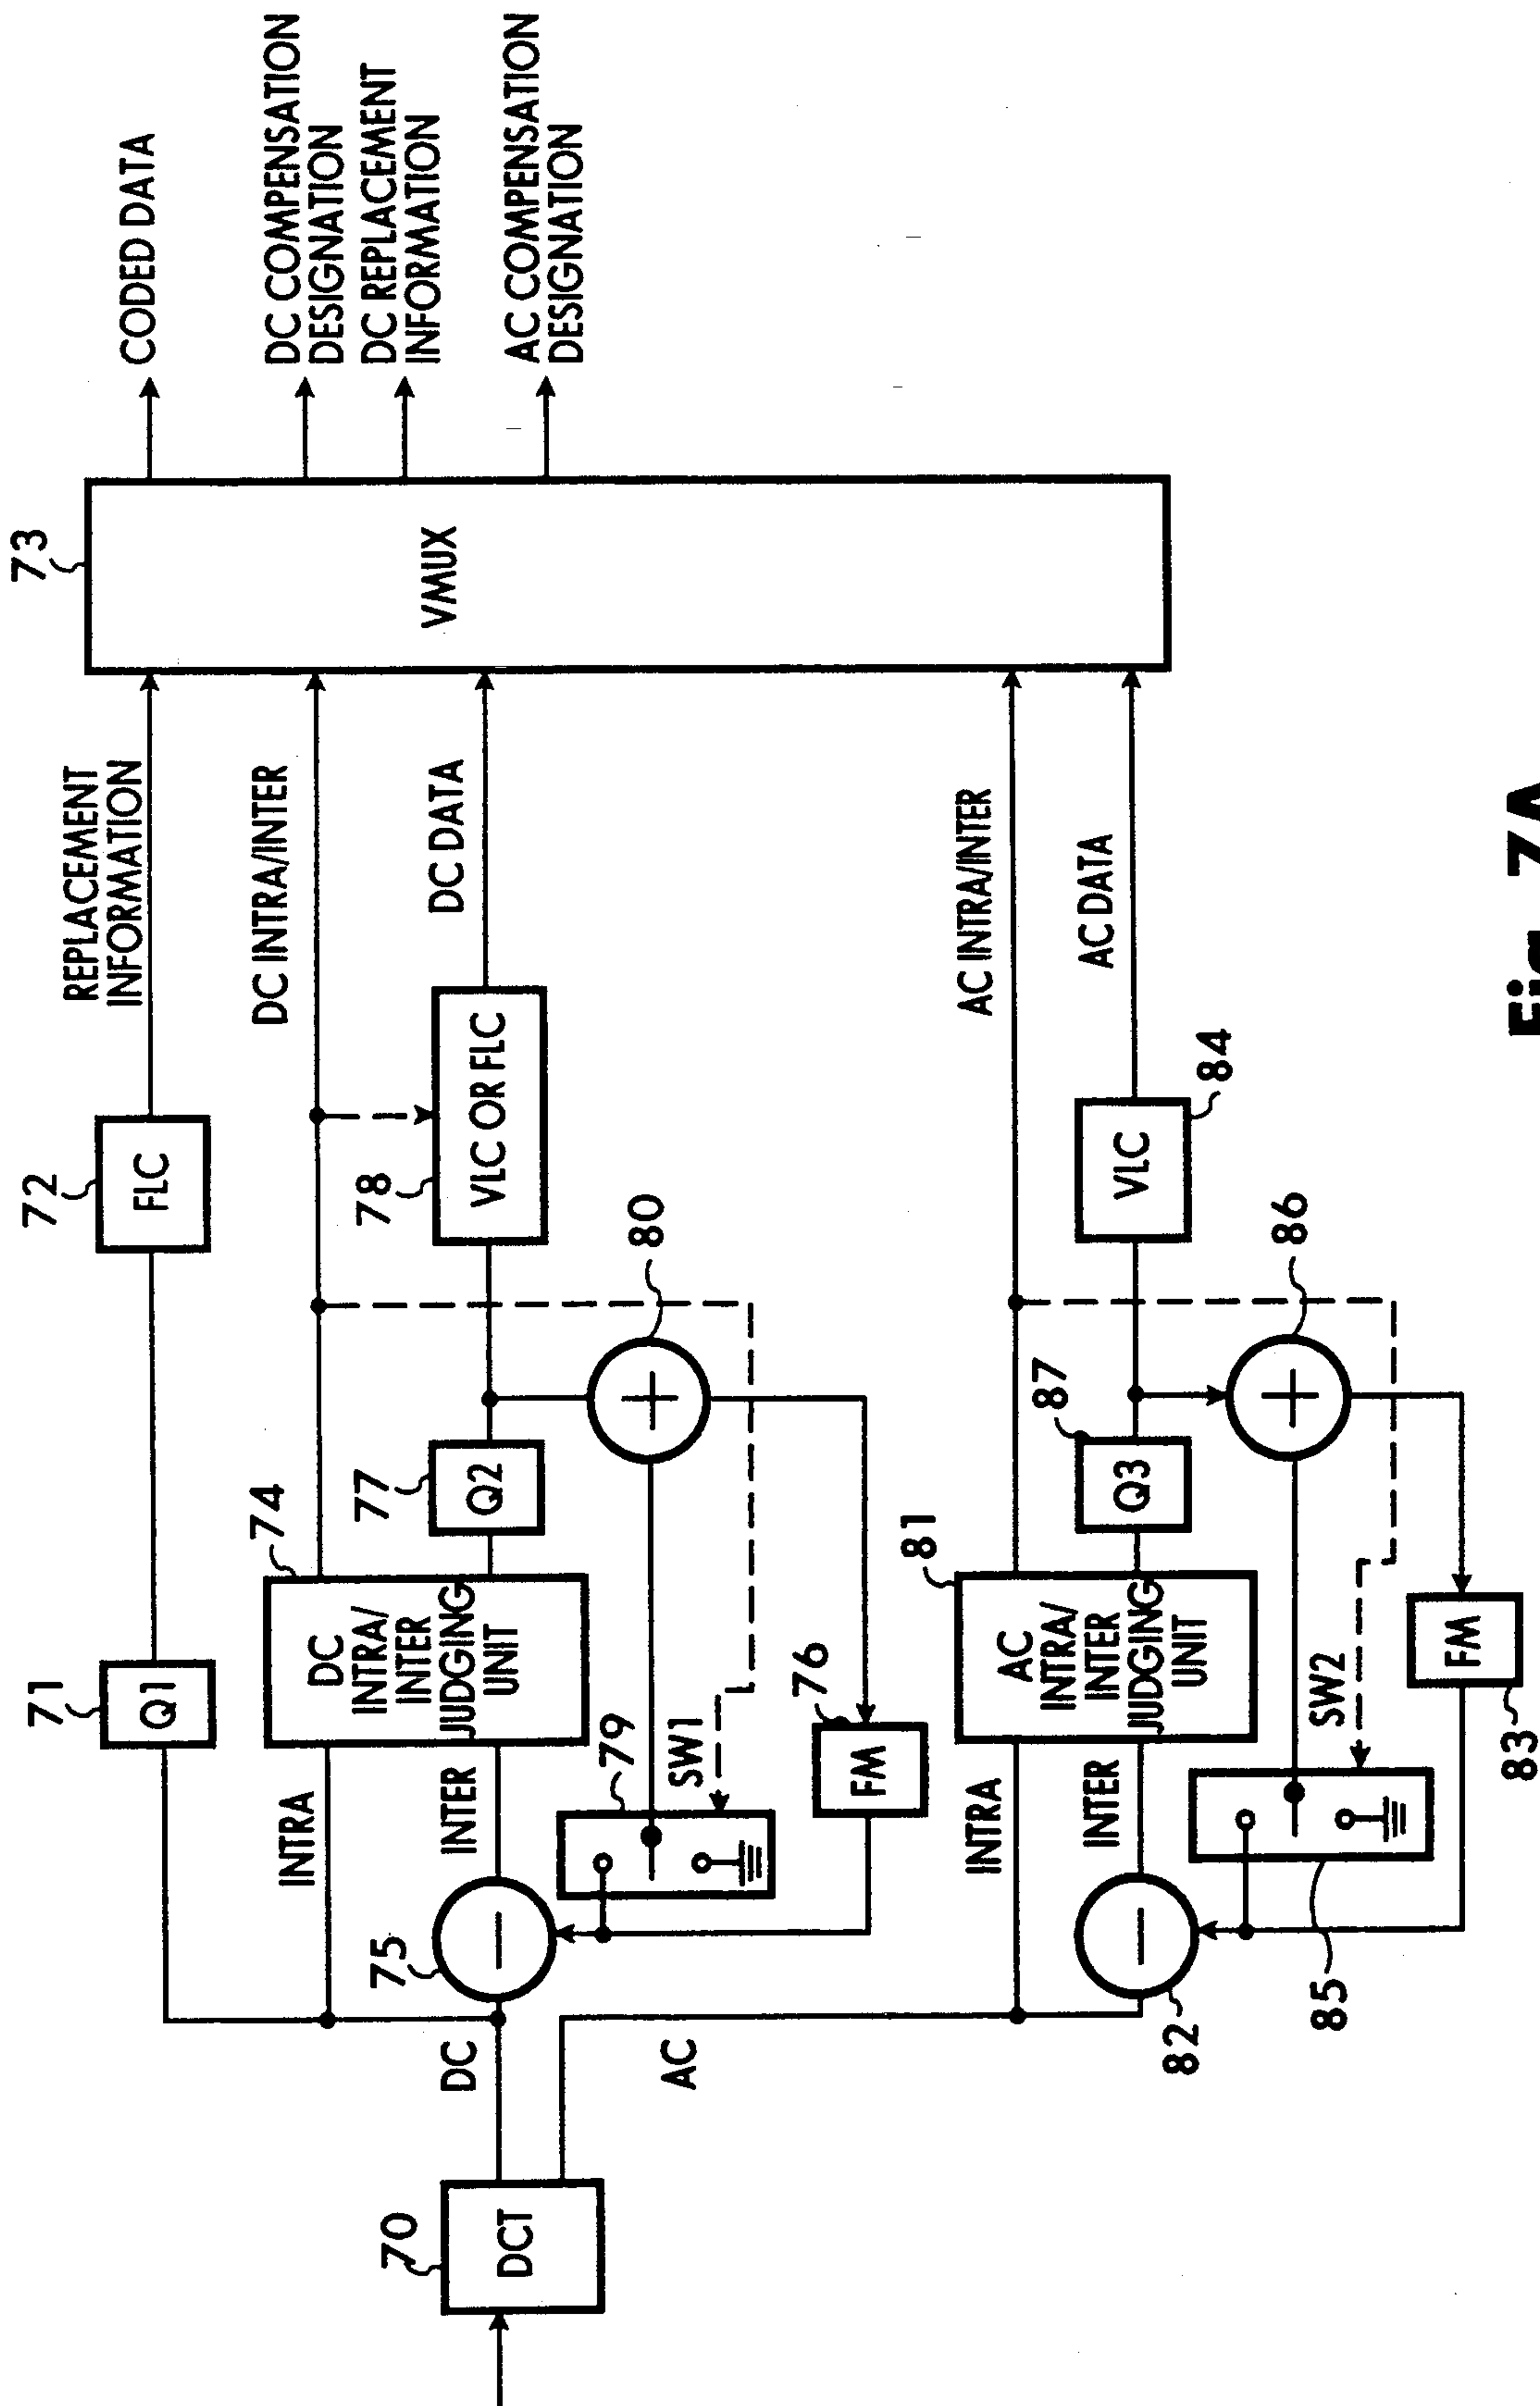 73
CODED DATA
DC COMPENSATION
DESIGNATION
DC REPLACEMENT
INFORMATION
AC COMPENSATION
DESIGNATION
VMUX
REPLACEMENT
INFORMATION
DC INTRA/INTER
DC DATA
AC INTRA/INTER
AC DATA
72
FLC
78
VLC OR FLC
84
VLC
80
+
86
+
71
Q1
74
DC
INTRA/
INTER
JUDGING
UNIT
77
Q2
81
AC
INTRA/
INTER
JUDGING
UNIT
87
Q3
INTRA
INTER
79
SW1
76
FM
INTRA
INTER
SW2
85
83
FM
75
−
82
−
DC
AC
70
DCT
Fig. 7A